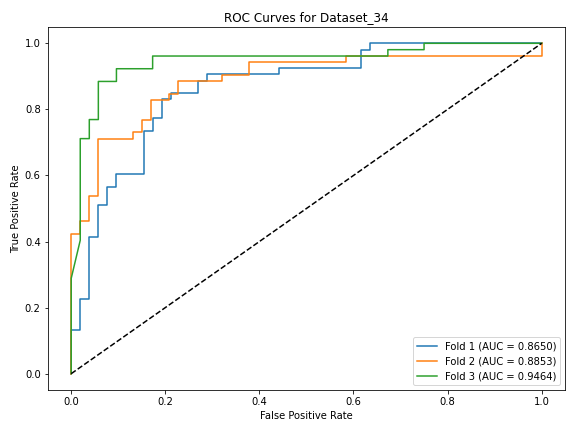 ROC Curves for Dataset_34
True Positive Rate
1.0
0.8
0.6
0.4
0.2
0.0
0.0 0.2 0.4 0.6 0.8 1.0
False Positive Rate
Fold 1 (AUC = 0.8650)
Fold 2 (AUC = 0.8853)
Fold 3 (AUC = 0.9464)